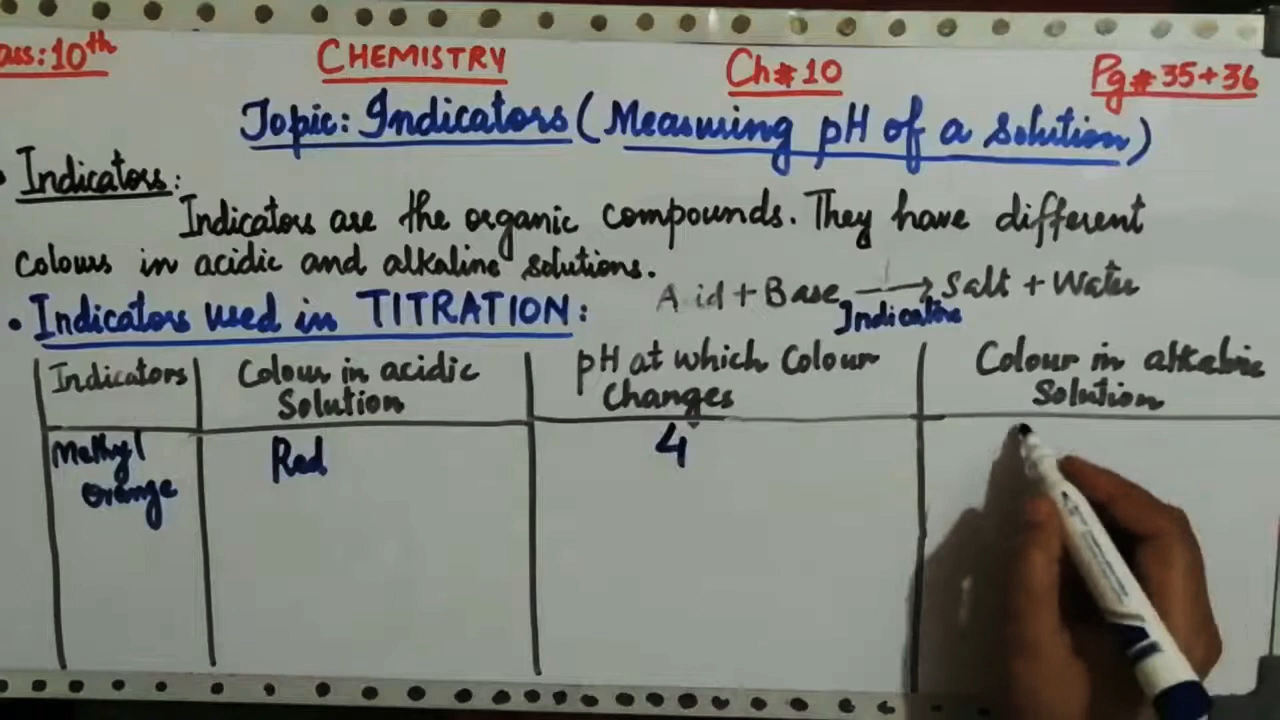 ass: 10th CHEMISTRY Ch#10 Pg#35+36
Topic: Indicators (Measuring pH of a Solution)
Indicators:
Indicators are the organic compounds. They have different
colours in acidic and alkaline solutions.
A id + Base → Salt + Water
Indicator
• Indicators used in TITRATION:
Indicators
Colour in acidic
Solution
pH at which Colour
Changes
Colour in alkaline
Solution
Methyl
orange
Red
4